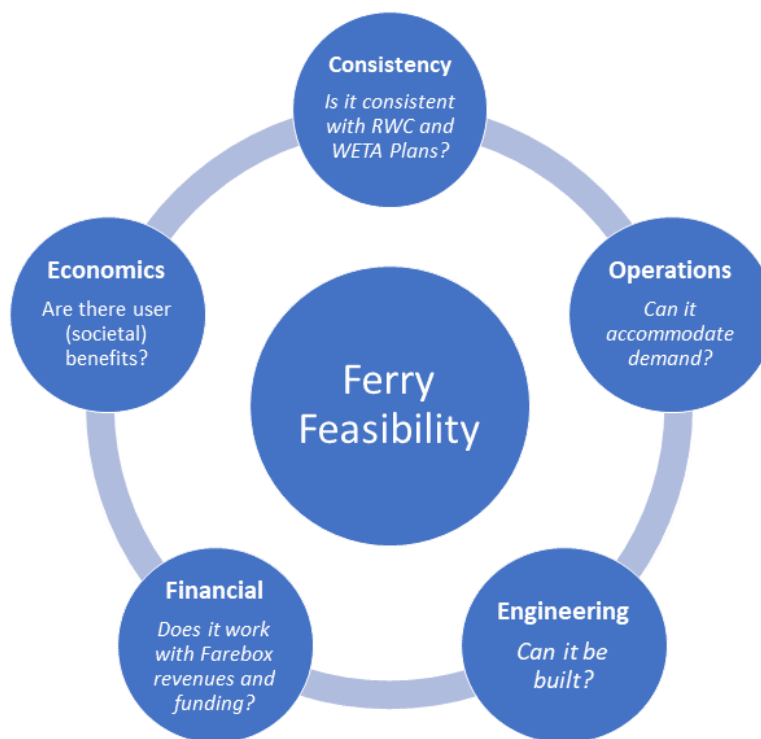 Consistency
Is it consistent
with RWC and
WETA Plans?
Economics
Are there user
(societal)
benefits?
Operations
Can it
accommodate
demand?
Ferry
Feasibility
Financial
Does it work
with Farebox
revenues and
funding?
Engineering
Can it be
built?